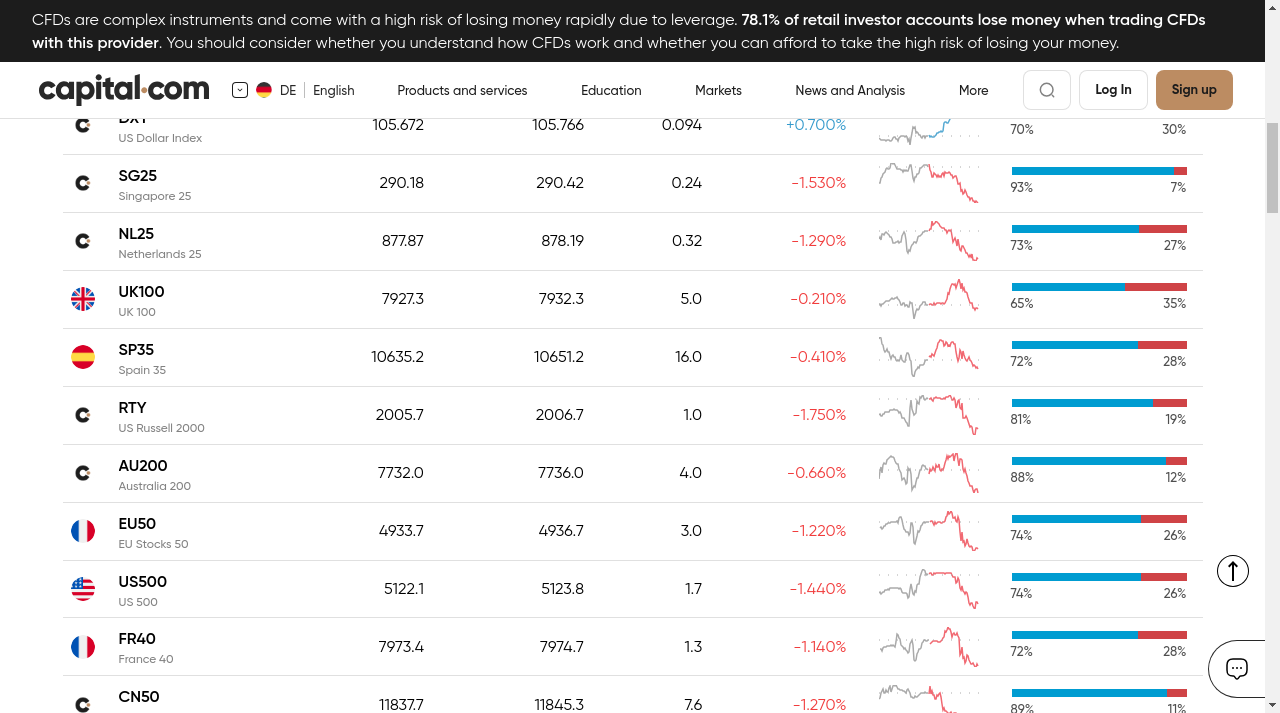 CFDs are complex instruments and come with a high risk of losing money rapidly due to leverage. 78.1% of retail investor accounts lose money when trading CFDs
with this provider. You should consider whether you understand how CFDs work and whether you can afford to take the high risk of losing your money.
capital.com DE English Products and services Education Markets News and Analysis More Log In Sign up
DXY 105.672 105.766 0.094 +0.700% 70% 30%
US Dollar Index
SG25 290.18 290.42 0.24 -1.530% 93% 7%
Singapore 25
NL25 877.87 878.19 0.32 -1.290% 73% 27%
Netherlands 25
UK100 7927.3 7932.3 5.0 -0.210% 65% 35%
UK 100
SP35 10635.2 10651.2 16.0 -0.410% 72% 28%
Spain 35
RTY 2005.7 2006.7 1.0 -1.750% 81% 19%
US Russell 2000
AU200 7732.0 7736.0 4.0 -0.660% 88% 12%
Australia 200
EU50 4933.7 4936.7 3.0 -1.220% 74% 26%
EU Stocks 50
US500 5122.1 5123.8 1.7 -1.440% 74% 26%
US 500
FR40 7973.4 7974.7 1.3 -1.140% 72% 28%
France 40
CN50 11837.7 11845.3 7.6 -1.270% 89% 11%